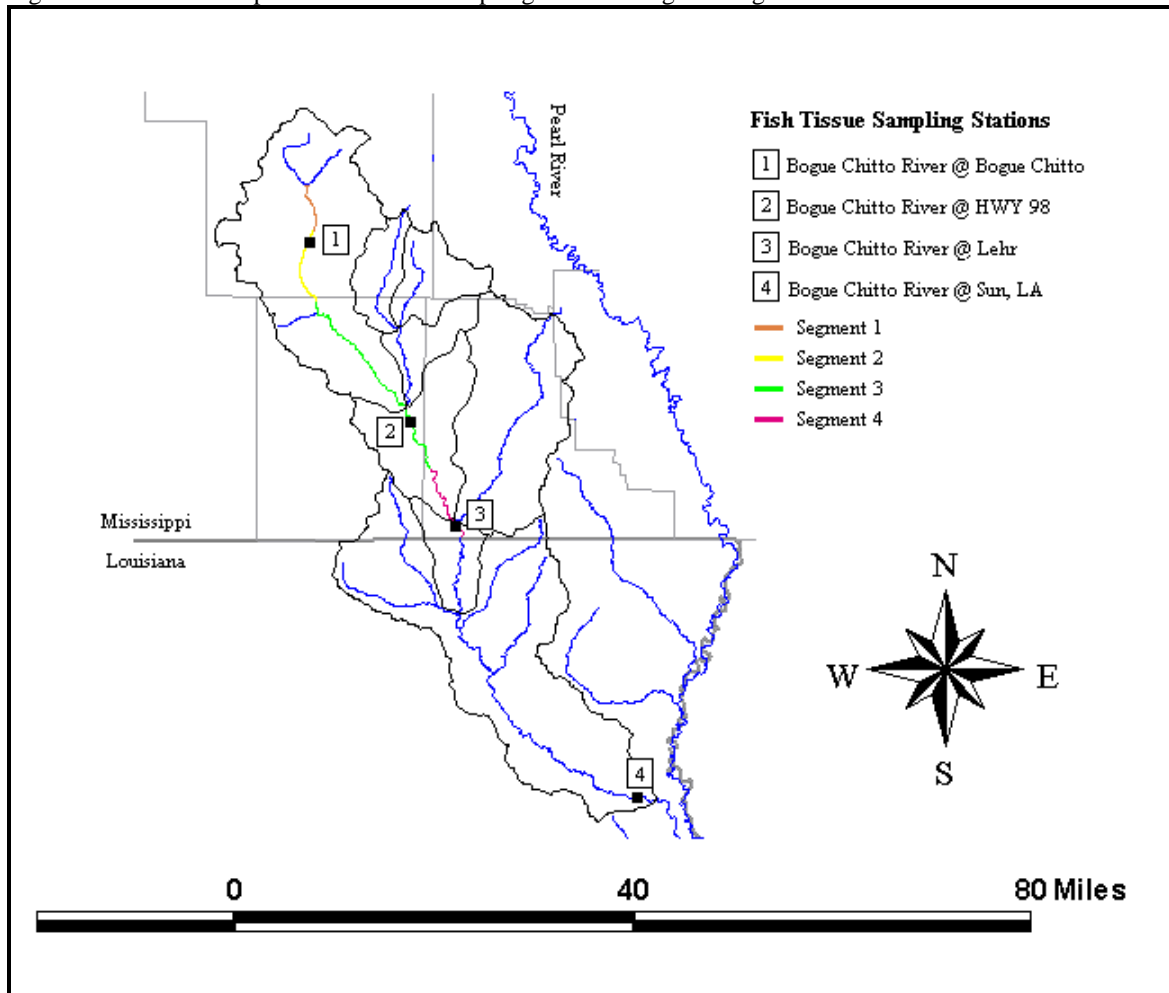 Pearl River
Fish Tissue Sampling Stations
1 Bogue Chitto River @ Bogue Chitto
2 Bogue Chitto River @ HWY 98
3 Bogue Chitto River @ Lehr
4 Bogue Chitto River @ Sun, LA
Segment 1
Segment 2
Segment 3
Segment 4
1
2
3
Mississippi
Louisiana
N
W E
S
4
0 40 80 Miles